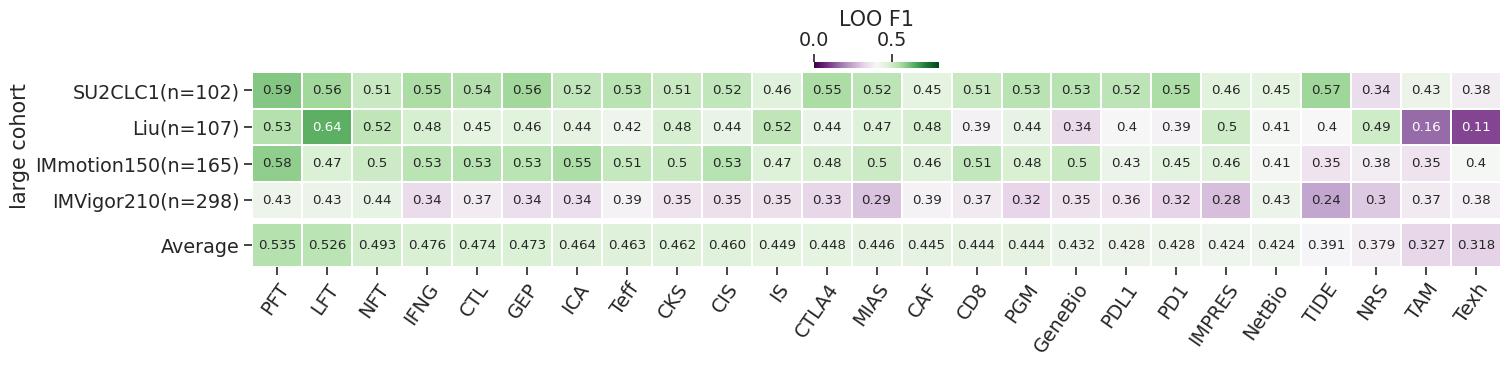 LOO F1
0.0 0.5
large cohort
SU2CLC1(n=102) 0.59 0.56 0.51 0.55 0.54 0.56 0.52 0.53 0.51 0.52 0.46 0.55 0.52 0.45 0.51 0.53 0.53 0.52 0.55 0.46 0.45 0.57 0.34 0.43 0.38
Liu(n=107) 0.53 0.64 0.52 0.48 0.45 0.46 0.44 0.42 0.48 0.44 0.52 0.44 0.47 0.48 0.39 0.44 0.34 0.4 0.39 0.5 0.41 0.4 0.49 0.16 0.11
IMmotion150(n=165) 0.58 0.47 0.5 0.53 0.53 0.53 0.55 0.51 0.5 0.53 0.47 0.48 0.5 0.46 0.51 0.48 0.5 0.43 0.45 0.46 0.41 0.35 0.38 0.35 0.4
IMVigor210(n=298) 0.43 0.43 0.44 0.34 0.37 0.34 0.34 0.39 0.35 0.35 0.35 0.33 0.29 0.39 0.37 0.32 0.35 0.36 0.32 0.28 0.43 0.24 0.3 0.37 0.38
Average 0.535 0.526 0.493 0.476 0.474 0.473 0.464 0.463 0.462 0.460 0.449 0.448 0.446 0.445 0.444 0.444 0.432 0.428 0.428 0.424 0.424 0.391 0.379 0.327 0.318
PFT LFT NFT IFNG CTL GEP ICA Teff CKS CIS IS CTLA4 MIAS CAF CD8 PGM GeneBio PDL1 PD1 IMPRES NetBio TIDE NRS TAM Texh